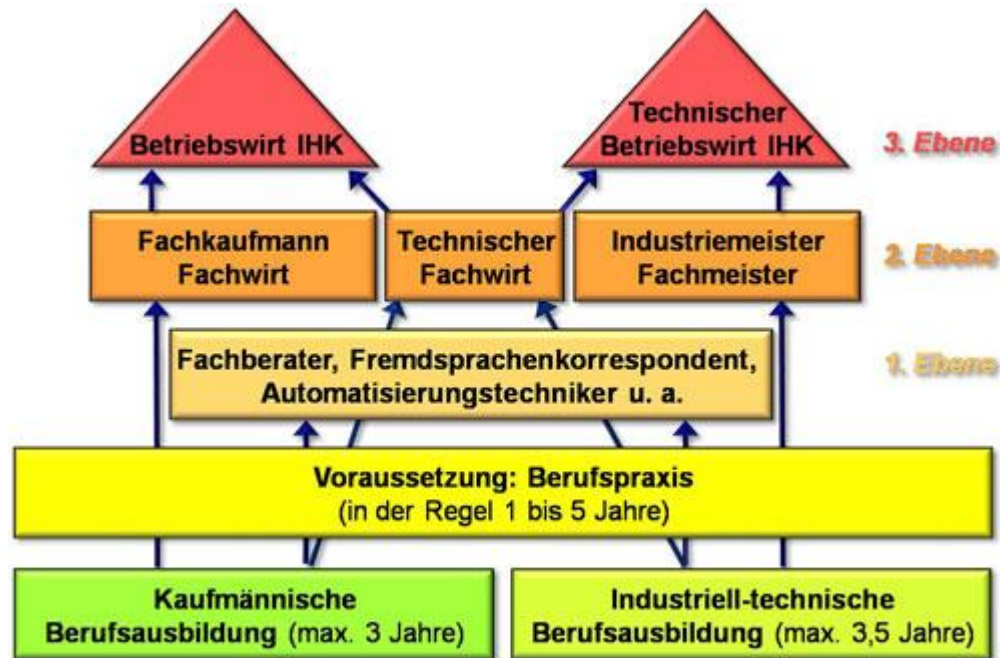 Betriebswirt IHK
Technischer
Betriebswirt IHK
3. Ebene
Fachkaufmann
Fachwirt
Technischer
Fachwirt
Industriemeister
Fachmeister
2. Ebene
Fachberater, Fremdsprachenkorrespondent,
Automatisierungstechniker u. a.
1. Ebene
Voraussetzung: Berufspraxis
(in der Regel 1 bis 5 Jahre)
Kaufmännische
Berufsausbildung (max. 3 Jahre)
Industriell-technische
Berufsausbildung (max. 3,5 Jahre)